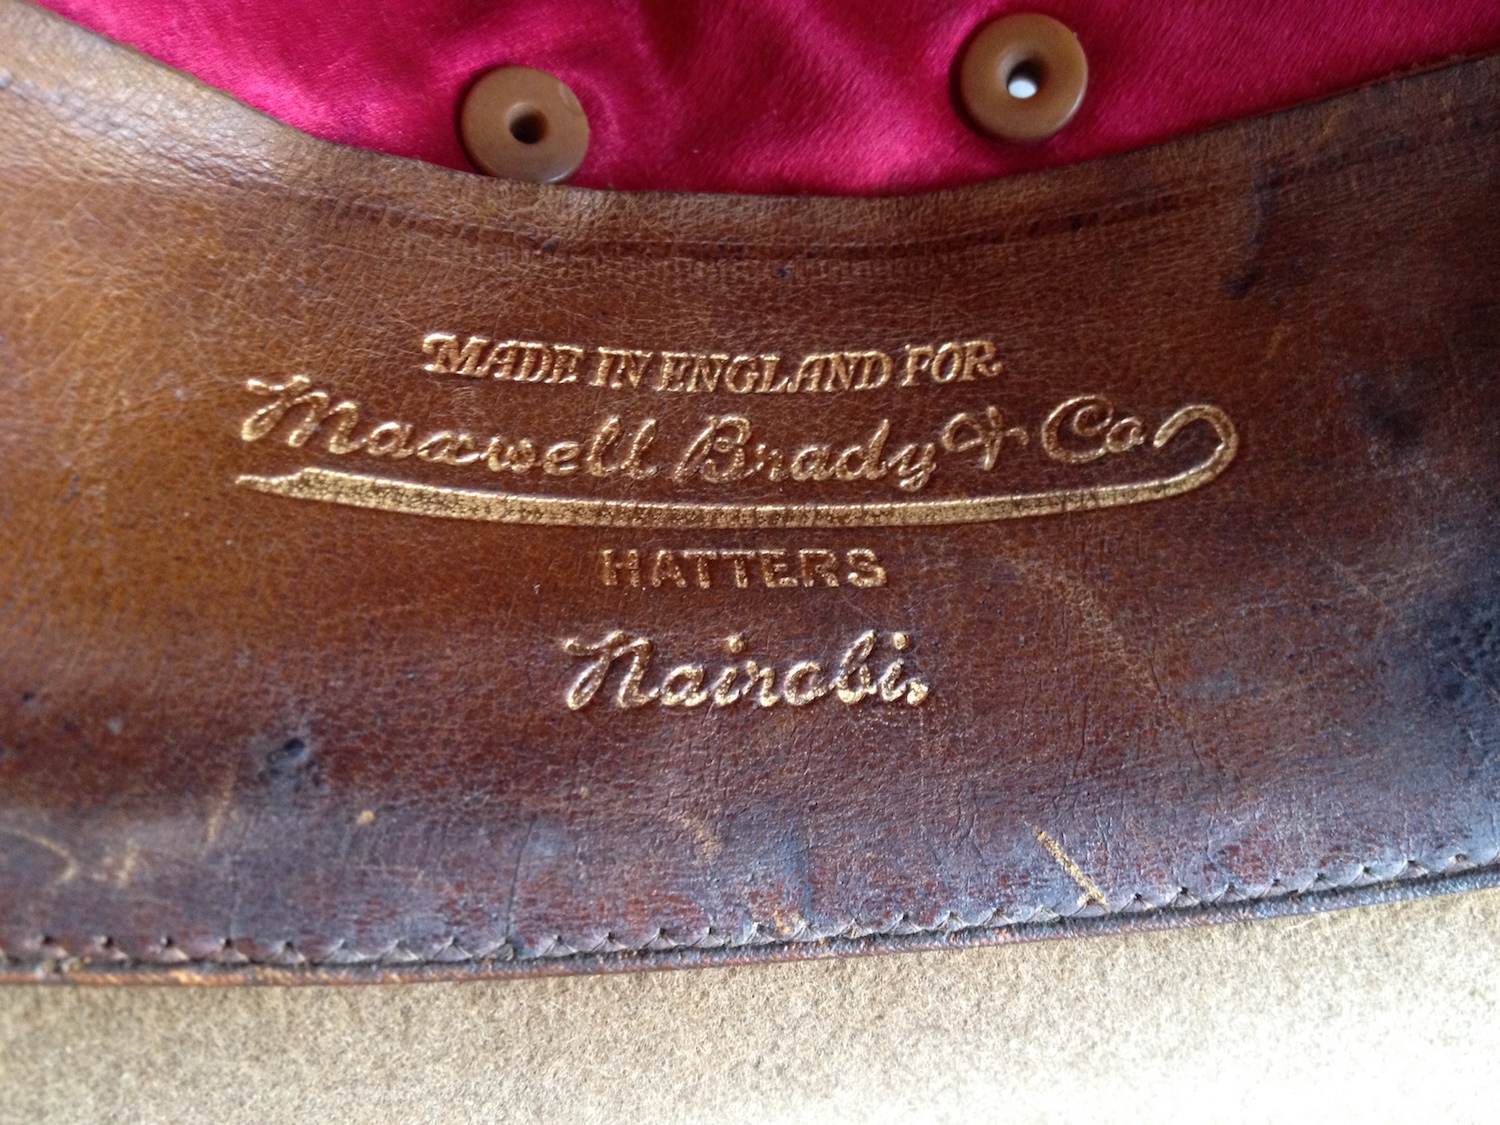 MADE IN ENGLAND FOR
Maxwell Brady & Co
HATTERS
Nairobi.